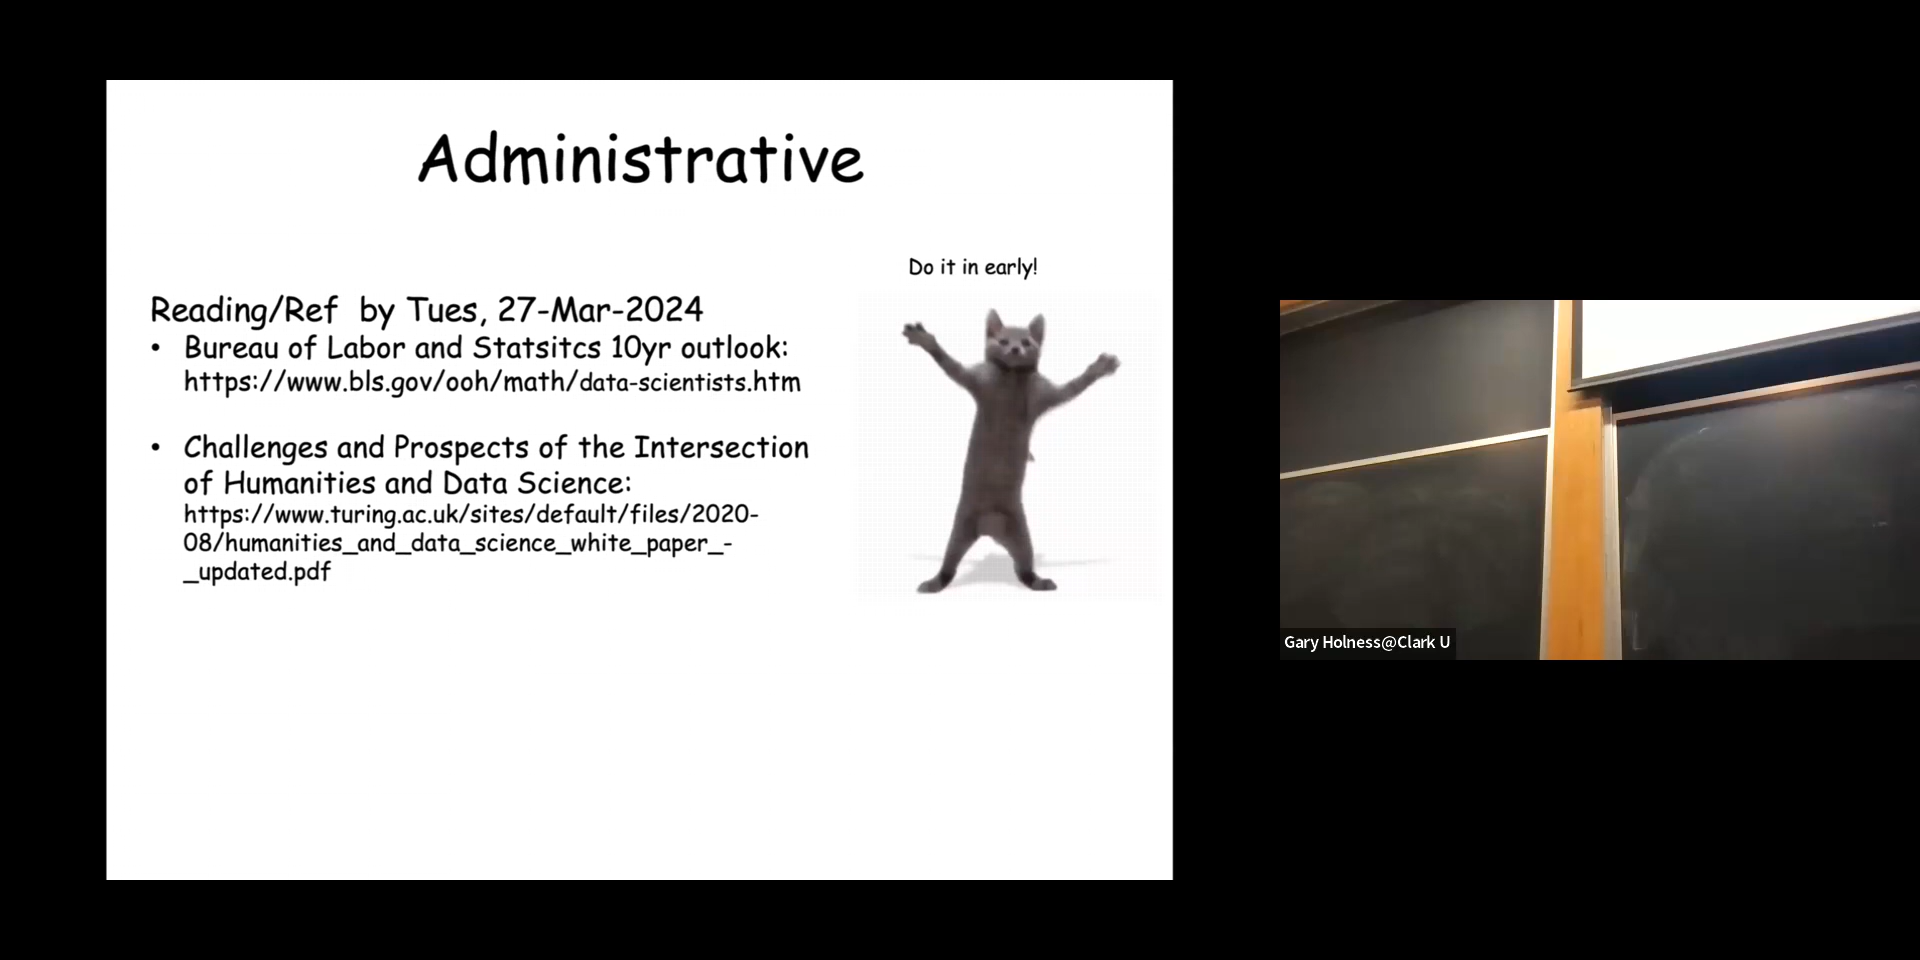 Administrative
Do it in early!
Reading/Ref  by Tues, 27-Mar-2024
• Bureau of Labor and Statsitcs 10yr outlook:
https://www.bls.gov/ooh/math/data-scientists.htm
• Challenges and Prospects of the Intersection
of Humanities and Data Science:
https://www.turing.ac.uk/sites/default/files/2020-
08/humanities_and_data_science_white_paper_-
_updated.pdf
Gary Holness@Clark U